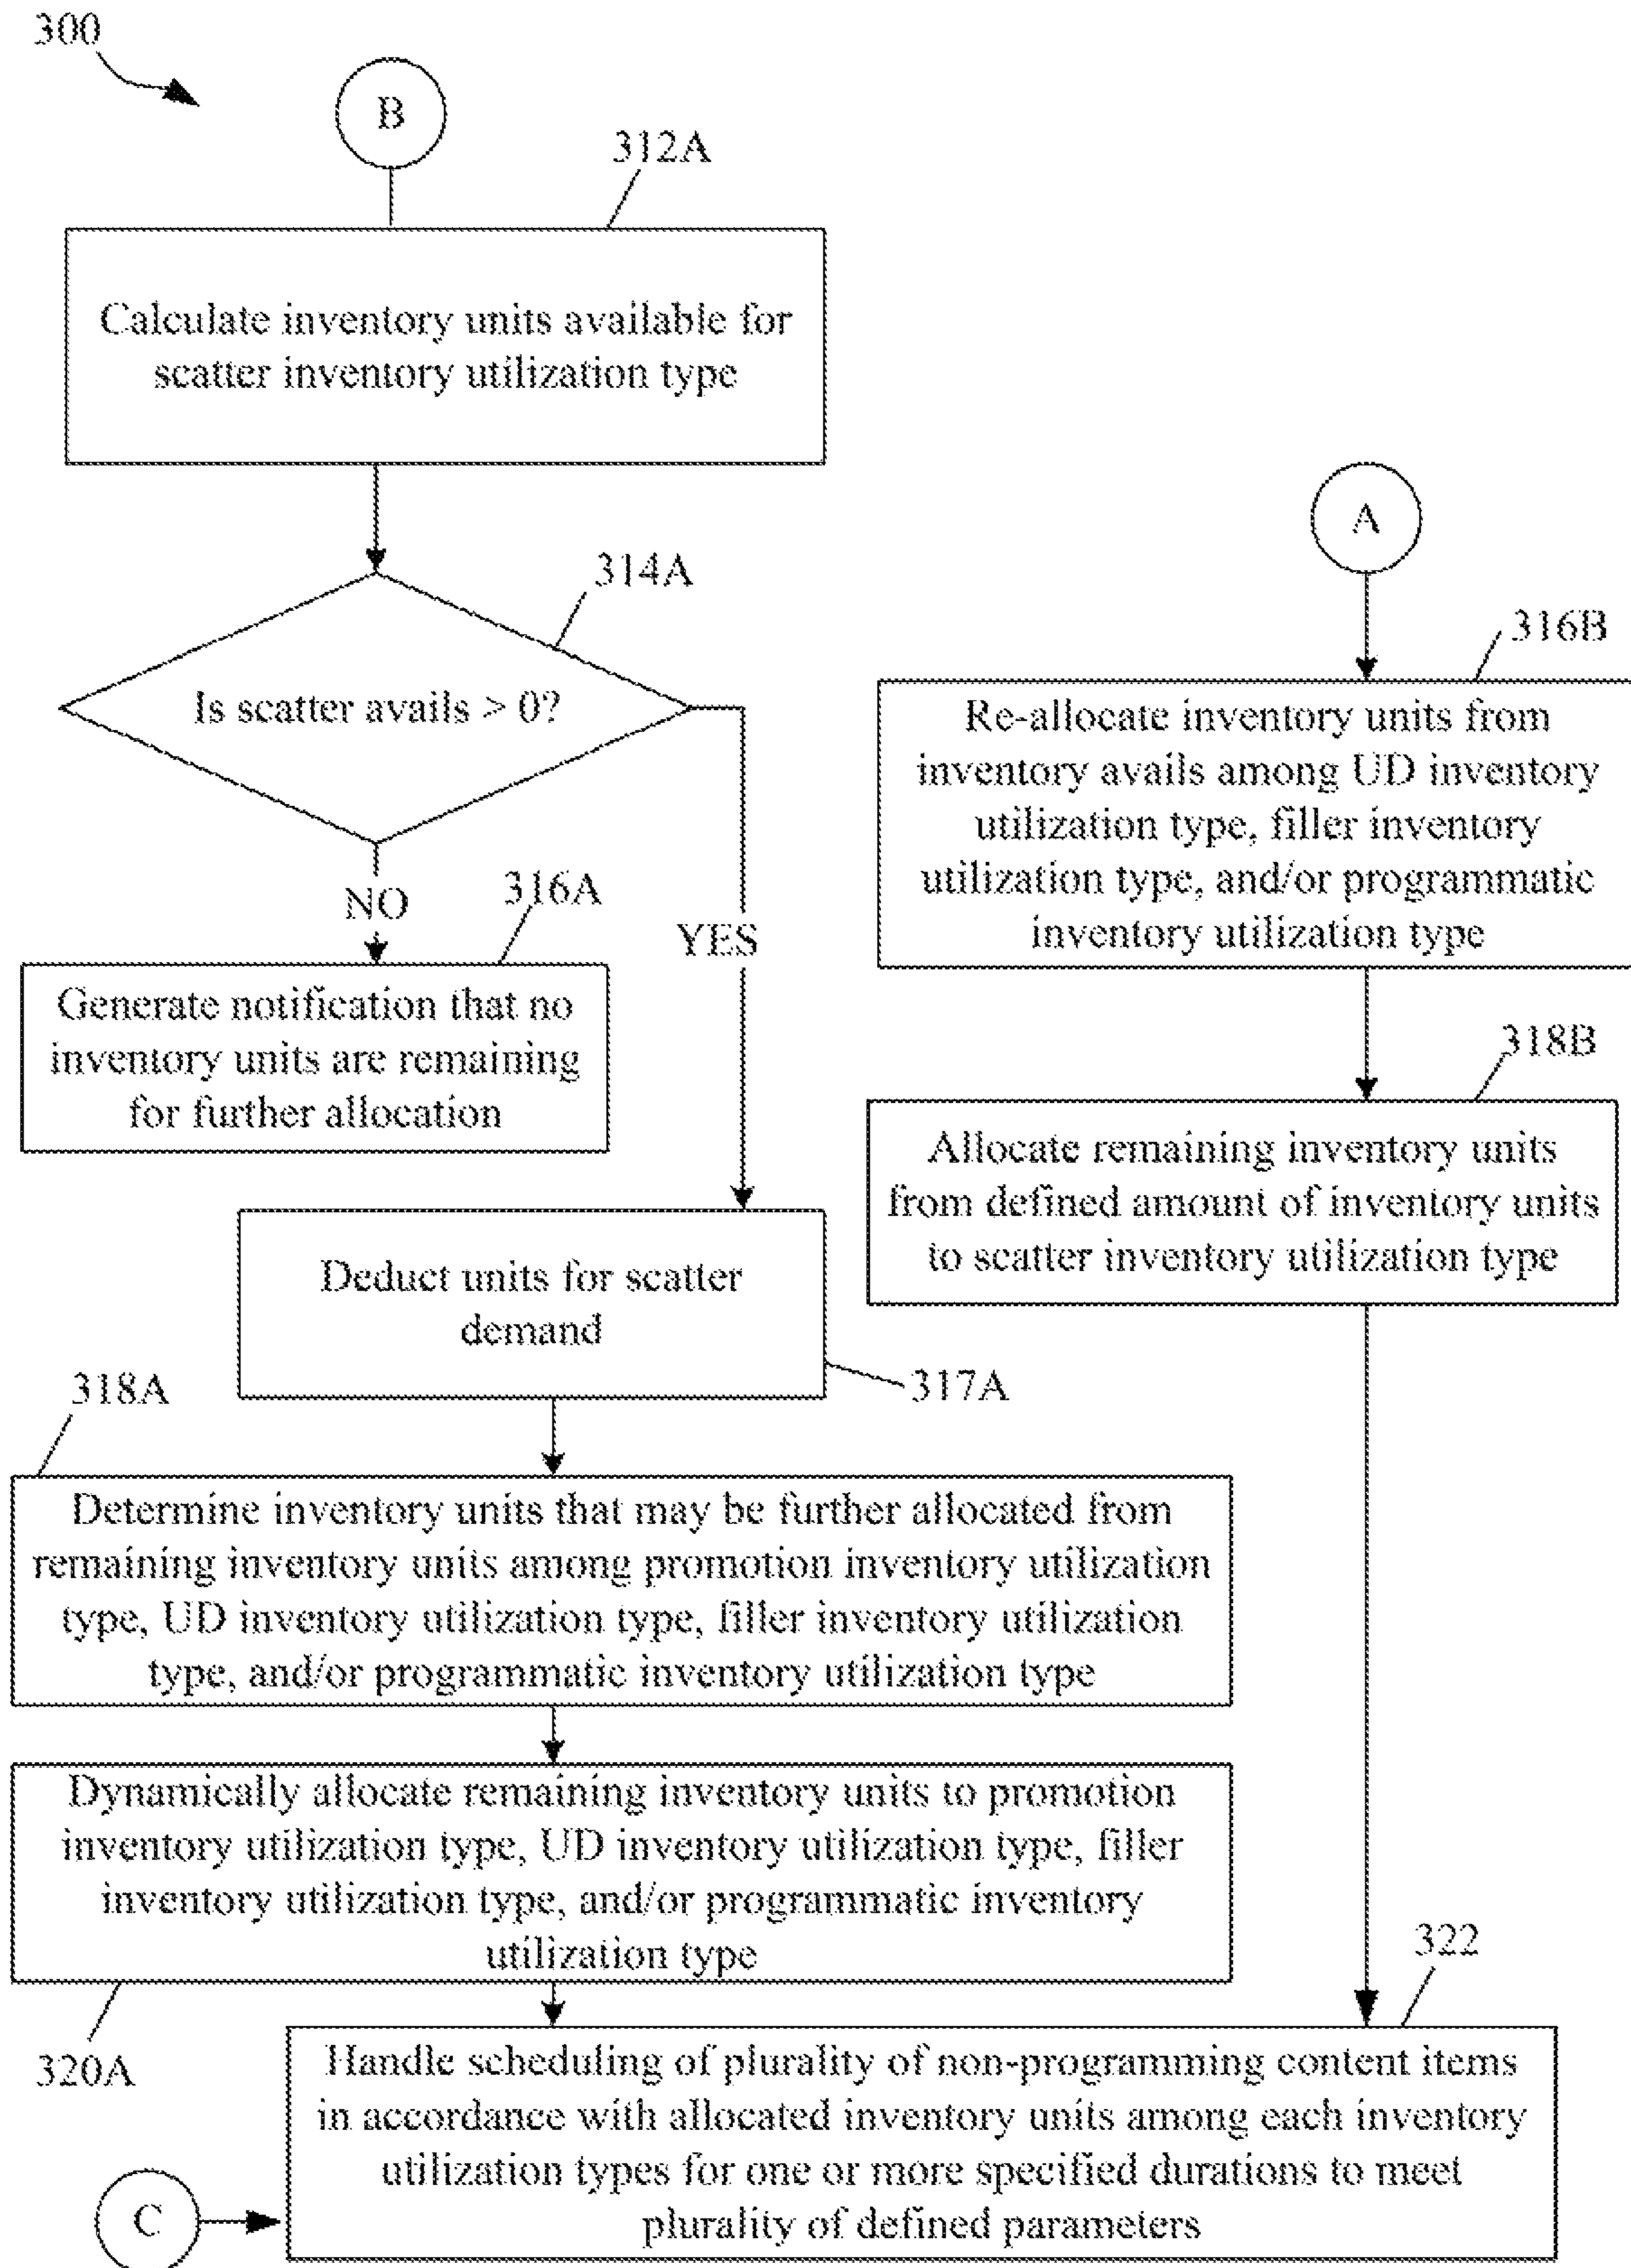 300
B
312A
Calculate inventory units available for
scatter inventory utilization type
314A
Is scatter avails > 0?
NO
YES
316A
Generate notification that no
inventory units are remaining
for further allocation
Deduct units for scatter
demand
317A
318A
Determine inventory units that may be further allocated from
remaining inventory units among promotion inventory utilization
type, UD inventory utilization type, filler inventory utilization
type, and/or programmatic inventory utilization type
Dynamically allocate remaining inventory units to promotion
inventory utilization type, UD inventory utilization type, filler
inventory utilization type, and/or programmatic inventory
utilization type
320A
A
316B
Re-allocate inventory units from
inventory avails among UD inventory
utilization type, filler inventory
utilization type, and/or programmatic
inventory utilization type
318B
Allocate remaining inventory units
from defined amount of inventory units
to scatter inventory utilization type
322
Handle scheduling of plurality of non-programming content items
in accordance with allocated inventory units among each inventory
utilization types for one or more specified durations to meet
plurality of defined parameters
C